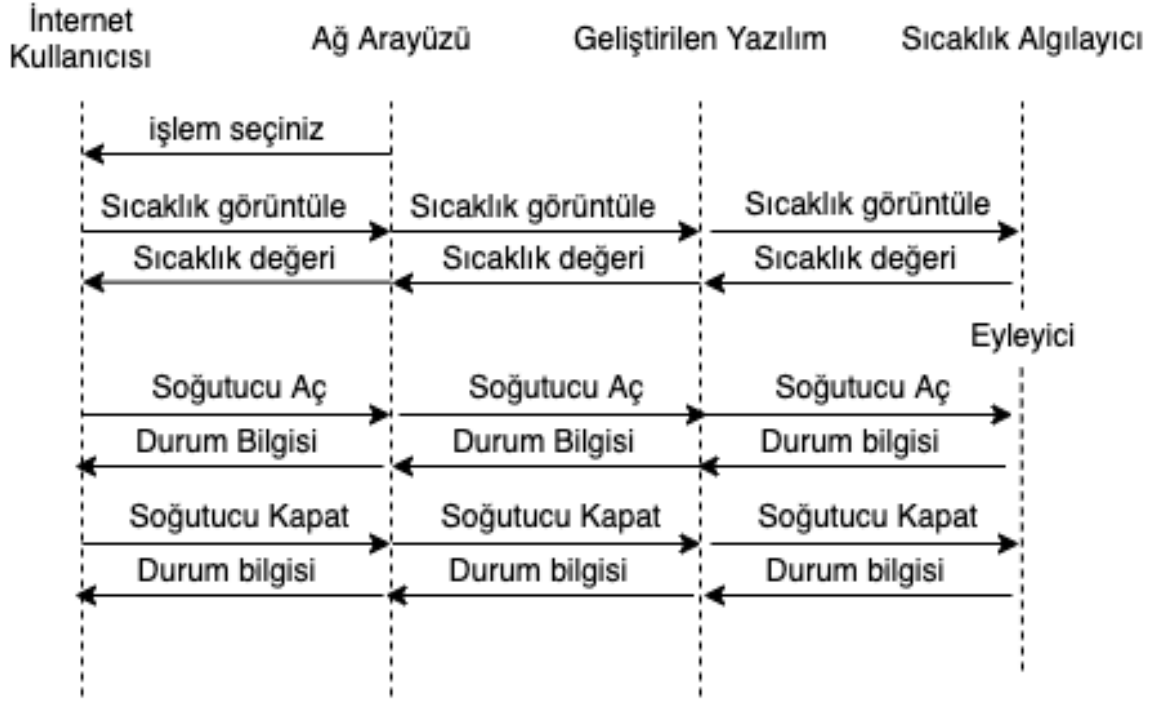 İnternet
Kullanıcısı
Ağ Arayüzü
Geliştirilen Yazılım
Sıcaklık Algılayıcı
işlem seçiniz
Sıcaklık görüntüle
Sıcaklık görüntüle
Sıcaklık görüntüle
Sıcaklık değeri
Sıcaklık değeri
Sıcaklık değeri
Eyleyici
Soğutucu Aç
Soğutucu Aç
Soğutucu Aç
Durum Bilgisi
Durum Bilgisi
Durum bilgisi
Soğutucu Kapat
Soğutucu Kapat
Soğutucu Kapat
Durum bilgisi
Durum bilgisi
Durum bilgisi